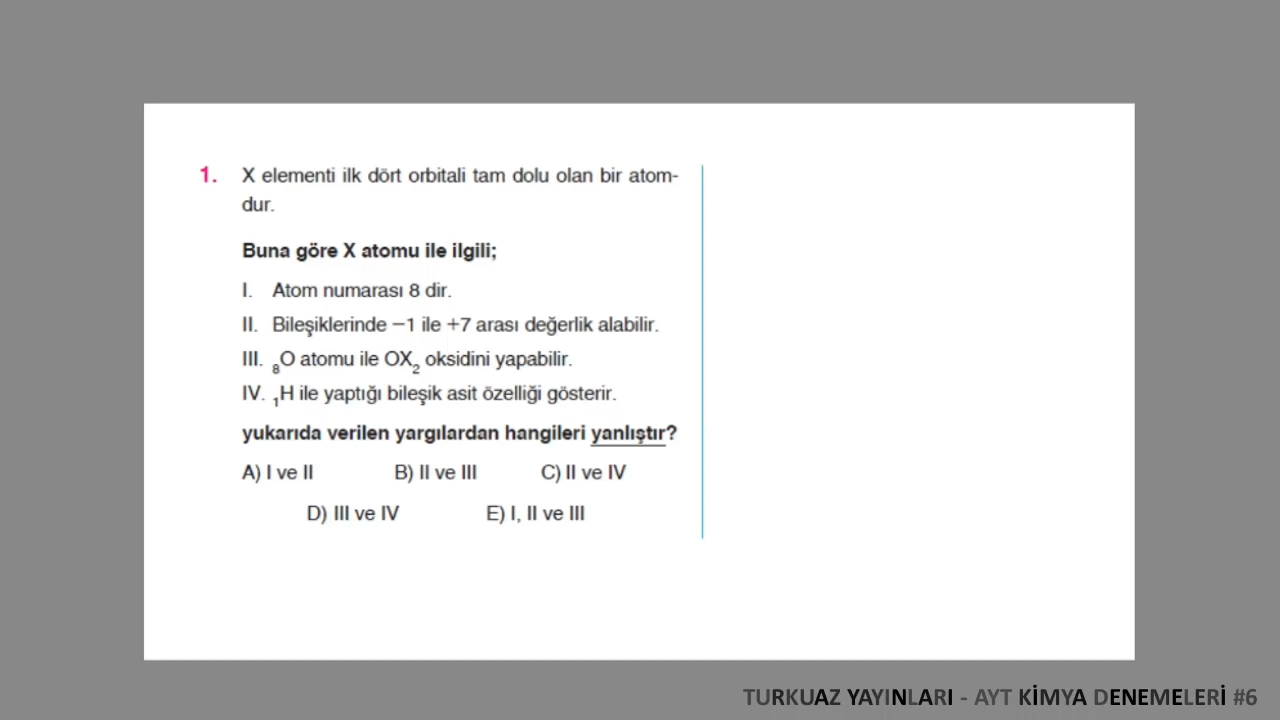 1. X elementi ilk dört orbitali tam dolu olan bir atom-
dur.
Buna göre X atomu ile ilgili;
I. Atom numarası 8 dir.
II. Bileşiklerinde −1 ile +7 arası değerlik alabilir.
III. ₈O atomu ile OX₂ oksidini yapabilir.
IV. ₁H ile yaptığı bileşik asit özelliği gösterir.
yukarıda verilen yargılardan hangileri yanlıştır?
A) I ve II B) II ve III C) II ve IV
D) III ve IV E) I, II ve III
TURKUAZ YAYINLARI - AYT KİMYA DENEMELERİ #6